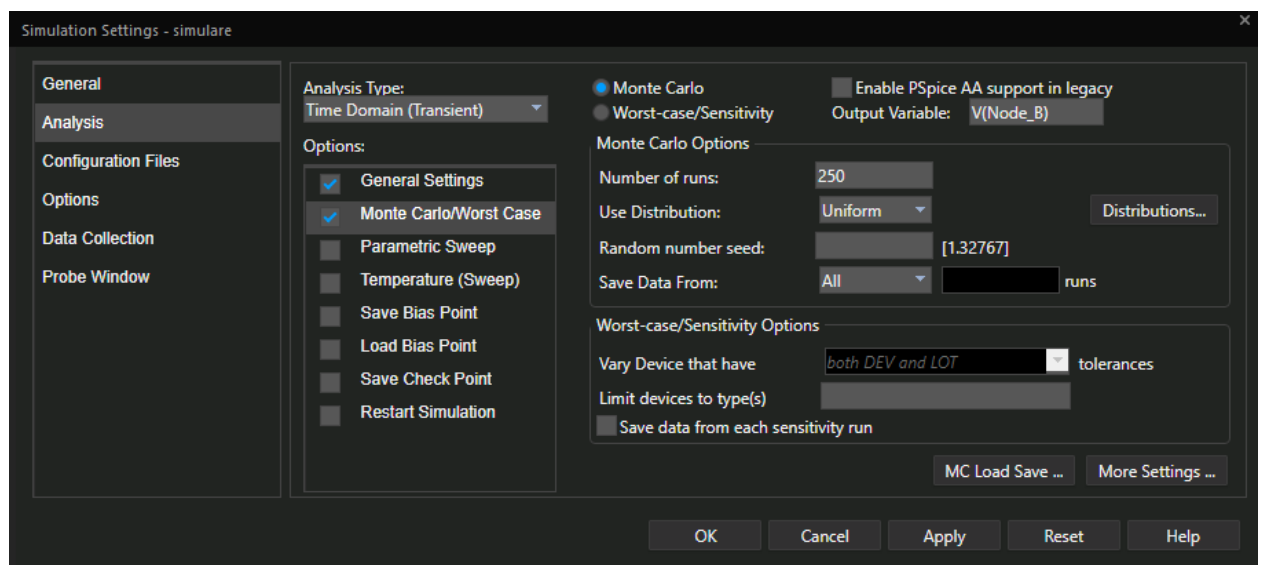 Simulation Settings - simulare
×
General
Analysis
Configuration Files
Options
Data Collection
Probe Window
Analysis Type:
Time Domain (Transient)
Options:
General Settings
Monte Carlo/Worst Case
Parametric Sweep
Temperature (Sweep)
Save Bias Point
Load Bias Point
Save Check Point
Restart Simulation
Monte Carlo
Enable PSpice AA support in legacy
Worst-case/Sensitivity
Output Variable: V(Node_B)
Monte Carlo Options
Number of runs: 250
Use Distribution: Uniform Distributions...
Random number seed: [1.32767]
Save Data From: All runs
Worst-case/Sensitivity Options
Vary Device that have both DEV and LOT tolerances
Limit devices to type(s)
Save data from each sensitivity run
MC Load Save ... More Settings ...
OK Cancel Apply Reset Help